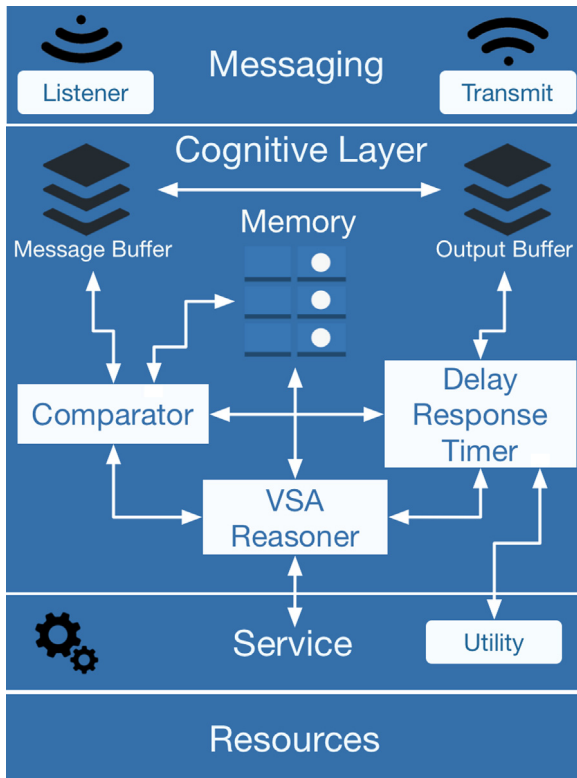 Messaging
Listener
Transmit
Cognitive Layer
Memory
Message Buffer
Output Buffer
Comparator
Delay
Response
Timer
VSA
Reasoner
Service
Utility
Resources